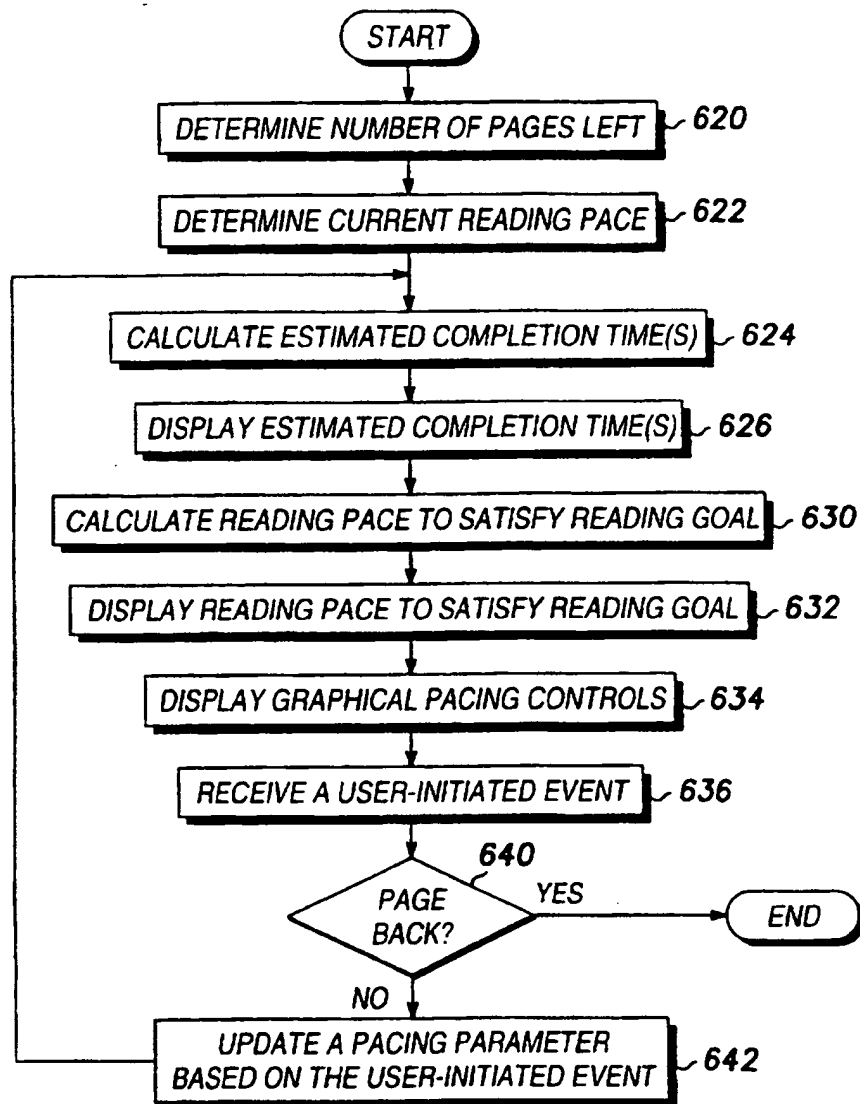 START
DETERMINE NUMBER OF PAGES LEFT 620
DETERMINE CURRENT READING PACE 622
CALCULATE ESTIMATED COMPLETION TIME(S) 624
DISPLAY ESTIMATED COMPLETION TIME(S) 626
CALCULATE READING PACE TO SATISFY READING GOAL 630
DISPLAY READING PACE TO SATISFY READING GOAL 632
DISPLAY GRAPHICAL PACING CONTROLS 634
RECEIVE A USER-INITIATED EVENT 636
640
PAGE
BACK?
YES
END
NO
UPDATE A PACING PARAMETER
BASED ON THE USER-INITIATED EVENT 642